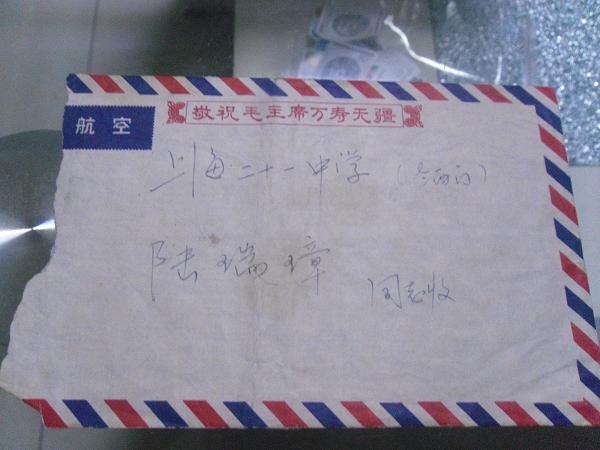 敬祝毛主席万寿无疆
航空
上海二十一中学
陆瑞璋
同志收